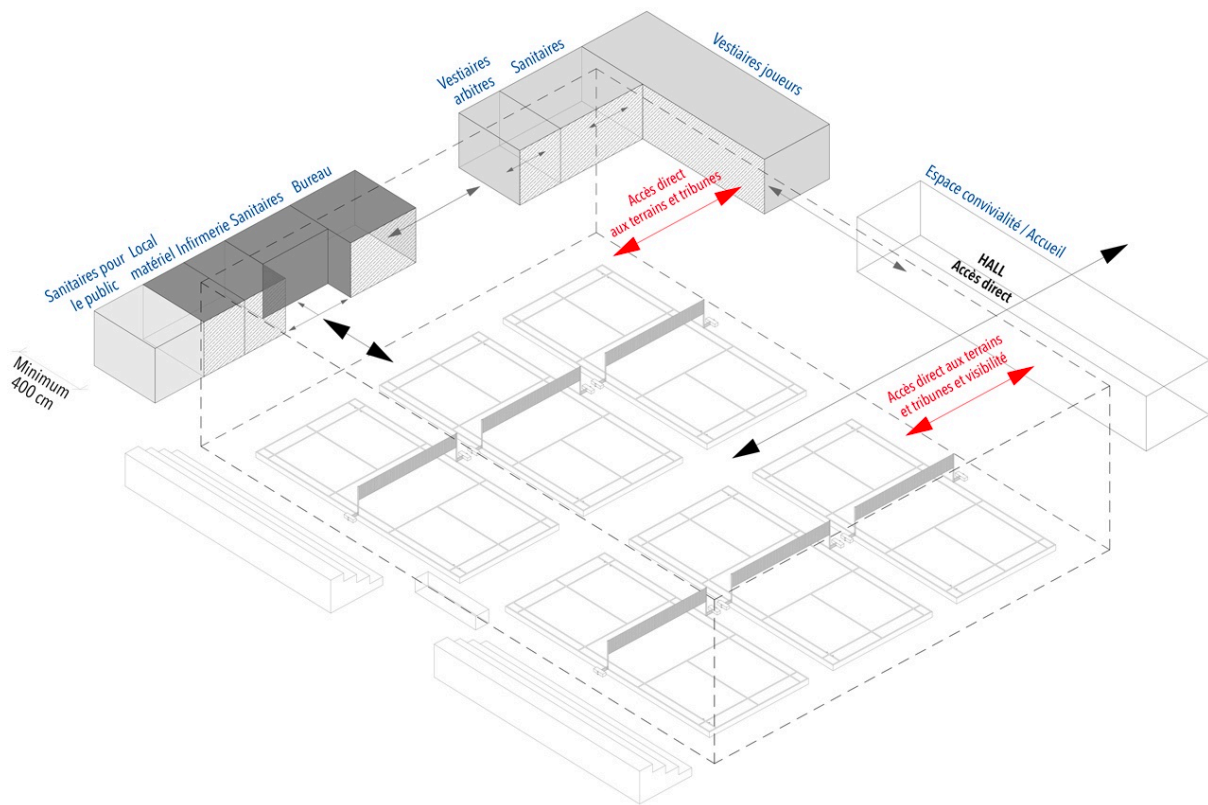 Vestiaires
arbitres
Sanitaires
Vestiaires joueurs
Sanitaires pour
le public
Local
matériel
Infirmerie
Sanitaires
Bureau
Accès direct
aux terrains et tribunes
Espace convivialité / Accueil
HALL
Accès direct
Accès direct aux terrains
et tribunes et visibilité
Minimum
400 cm